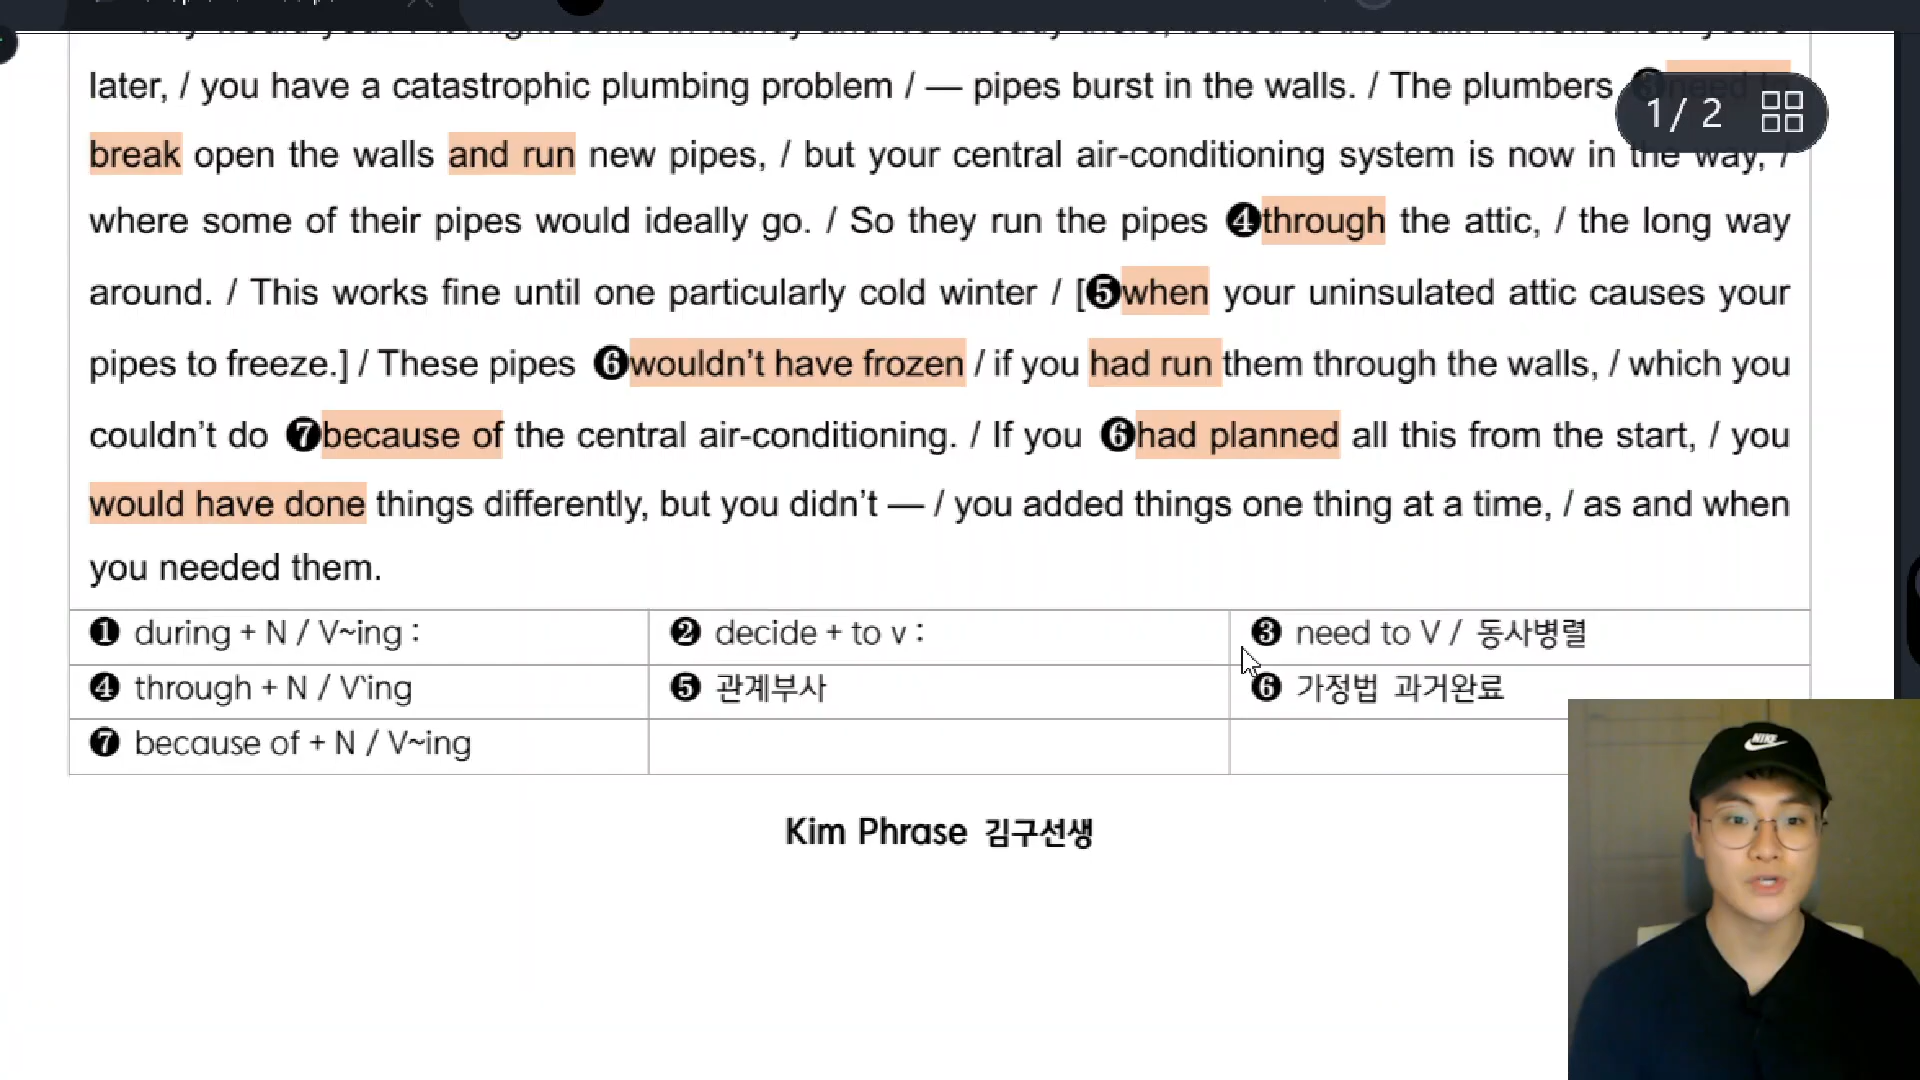 later, / you have a catastrophic plumbing problem / — pipes burst in the walls. / The plumbers ❸need to
1/ 2
break open the walls and run new pipes, / but your central air-conditioning system is now in the way, /
where some of their pipes would ideally go. / So they run the pipes ❹through the attic, / the long way
around. / This works fine until one particularly cold winter / [❺when your uninsulated attic causes your
pipes to freeze.] / These pipes ❻wouldn’t have frozen / if you had run them through the walls, / which you
couldn’t do ❼because of the central air-conditioning. / If you ❻had planned all this from the start, / you
would have done things differently, but you didn’t — / you added things one thing at a time, / as and when
you needed them.
❶ during + N / V~ing :
❷ decide + to v :
❸ need to V / 동사병렬
❹ through + N / V‵ing
❺ 관계부사
❻ 가정법 과거완료
❼ because of + N / V~ing
Kim Phrase 김구선생
NIKE